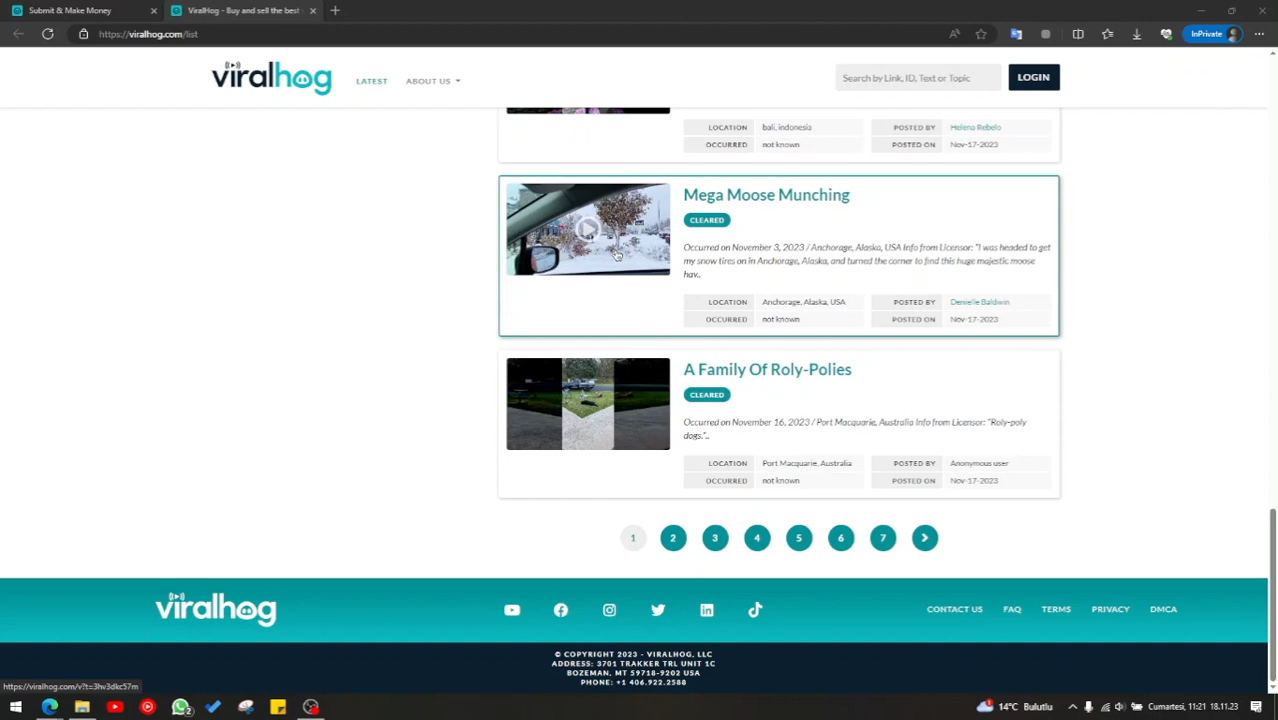 Submit & Make Money
ViralHog - Buy and sell the best
https://viralhog.com/list
InPrivate
viralhog
LATEST
ABOUT US
Search by Link, ID, Text or Topic
LOGIN
LOCATION bali, indonesia POSTED BY Helena Rebelo
OCCURRED not known POSTED ON Nov-17-2023
Mega Moose Munching
CLEARED
Occurred on November 3, 2023 / Anchorage, Alaska, USA Info from Licensor: "I was headed to get
my snow tires on in Anchorage, Alaska, and turned the corner to find this huge majestic moose
hav..
LOCATION Anchorage, Alaska, USA POSTED BY Denielle Baldwin
OCCURRED not known POSTED ON Nov-17-2023
A Family Of Roly-Polies
CLEARED
Occurred on November 16, 2023 / Port Macquarie, Australia Info from Licensor: "Roly-poly
dogs."..
LOCATION Port Macquarie, Australia POSTED BY Anonymous user
OCCURRED not known POSTED ON Nov-17-2023
1 2 3 4 5 6 7
viralhog
CONTACT US FAQ TERMS PRIVACY DMCA
© COPYRIGHT 2023 - VIRALHOG, LLC
ADDRESS: 3701 TRAKKER TRL UNIT 1C
BOZEMAN, MT 59718-9202 USA
PHONE: +1 406.922.2588
https://viralhog.com/v?t=3hv3dkc57m
2
14°C Bulutlu
Cumartesi, 11:21 18.11.23